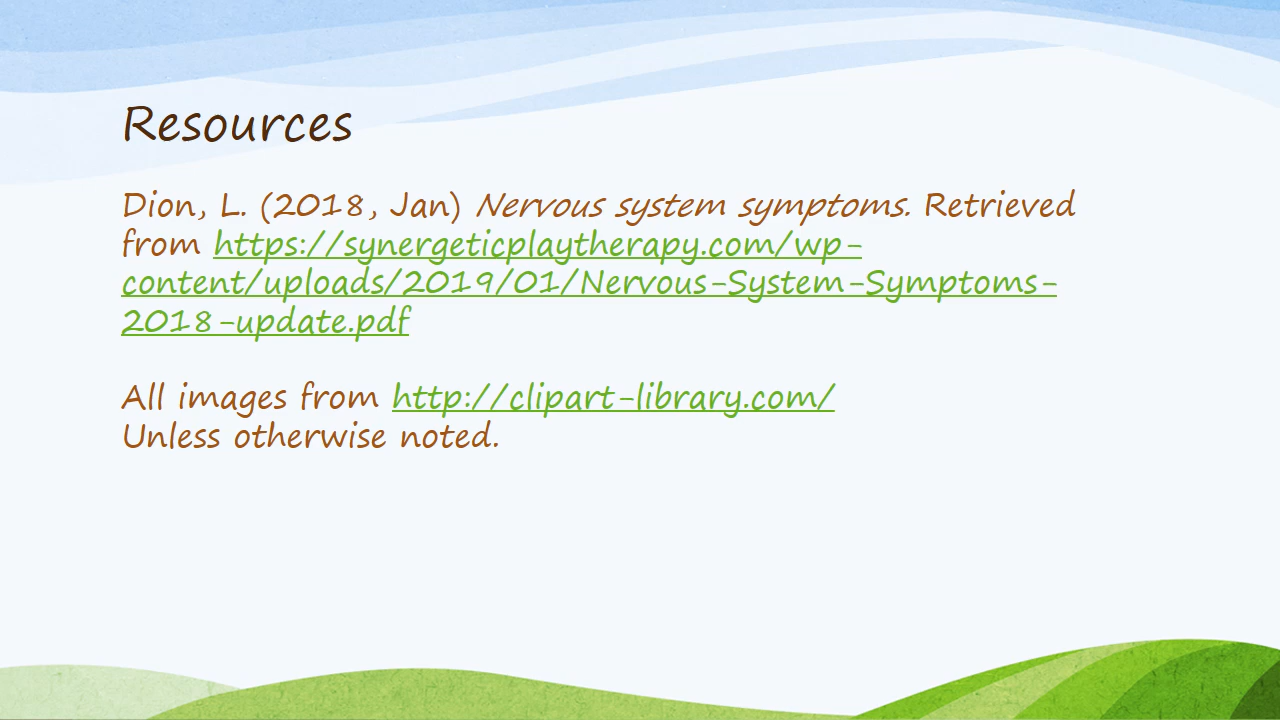 Resources
Dion, L. (2018, Jan) Nervous system symptoms. Retrieved
from https://synergeticplaytherapy.com/wp-
content/uploads/2019/01/Nervous-System-Symptoms-
2018-update.pdf
All images from http://clipart-library.com/
Unless otherwise noted.